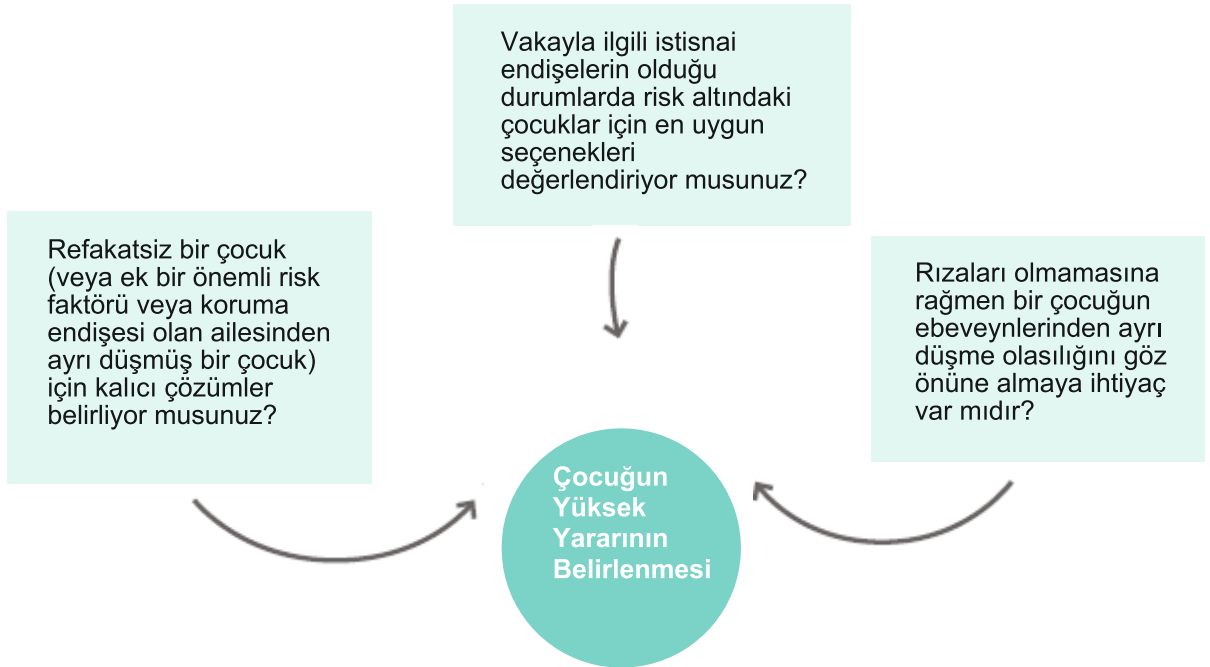 Vakayla ilgili istisnai
endişelerin olduğu
durumlarda risk altındaki
çocuklar için en uygun
seçenekleri
değerlendiriyor musunuz?
Refakatsiz bir çocuk
(veya ek bir önemli risk
faktörü veya koruma
endişesi olan ailesinden
ayrı düşmüş bir çocuk)
için kalıcı çözümler
belirliyor musunuz?
Rızaları olmamasına
rağmen bir çocuğun
ebeveynlerinden ayrı
düşme olasılığını göz
önüne almaya ihtiyaç
var mıdır?
Çocuğun
Yüksek
Yararının
Belirlenmesi